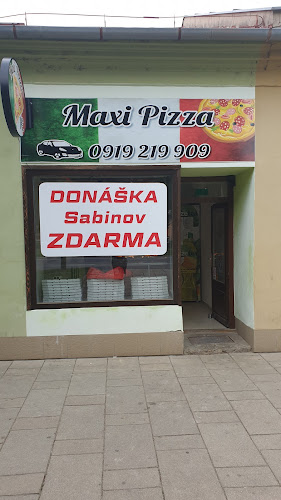 Maxi Pizza
0919 219 909
DONÁŠKA
Sabinov
ZDARMA